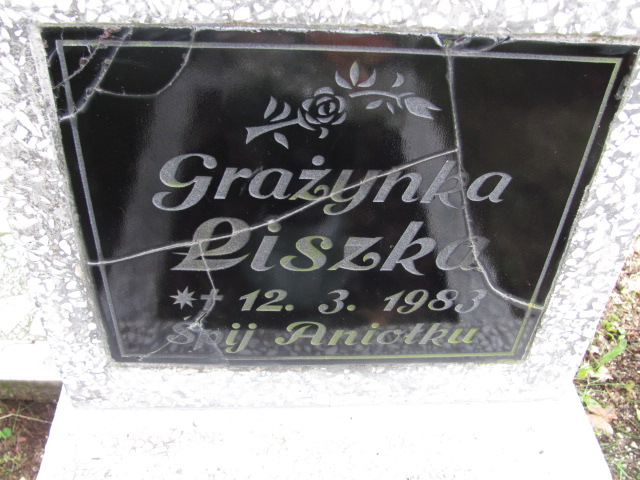 Grażynka
Liszka
*+ 12. 3. 1983
Śpij Aniołku